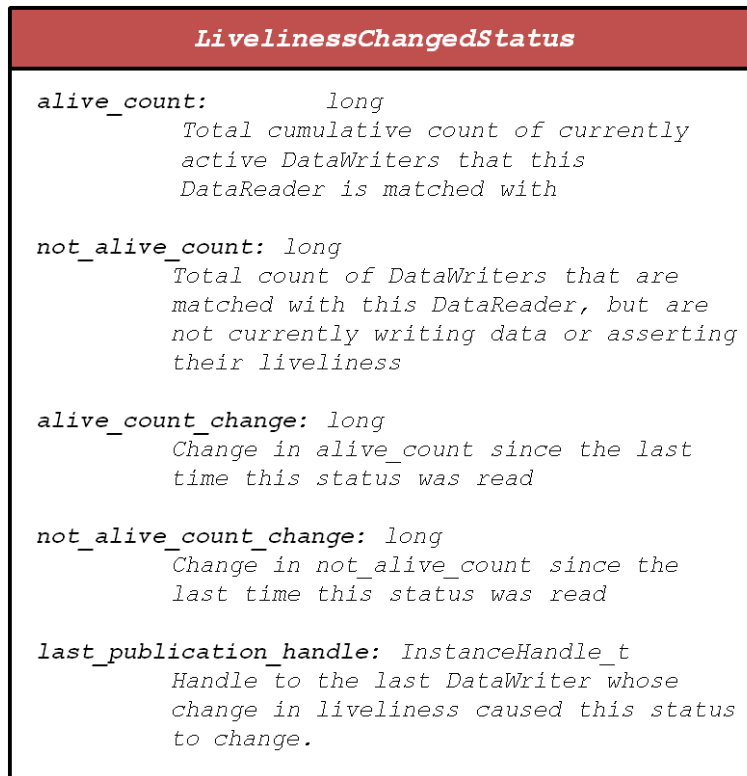 LivelinessChangedStatus
alive_count: long
Total cumulative count of currently
active DataWriters that this
DataReader is matched with
not_alive_count: long
Total count of DataWriters that are
matched with this DataReader, but are
not currently writing data or asserting
their liveliness
alive_count_change: long
Change in alive_count since the last
time this status was read
not_alive_count_change: long
Change in not_alive_count since the
last time this status was read
last_publication_handle: InstanceHandle_t
Handle to the last DataWriter whose
change in liveliness caused this status
to change.